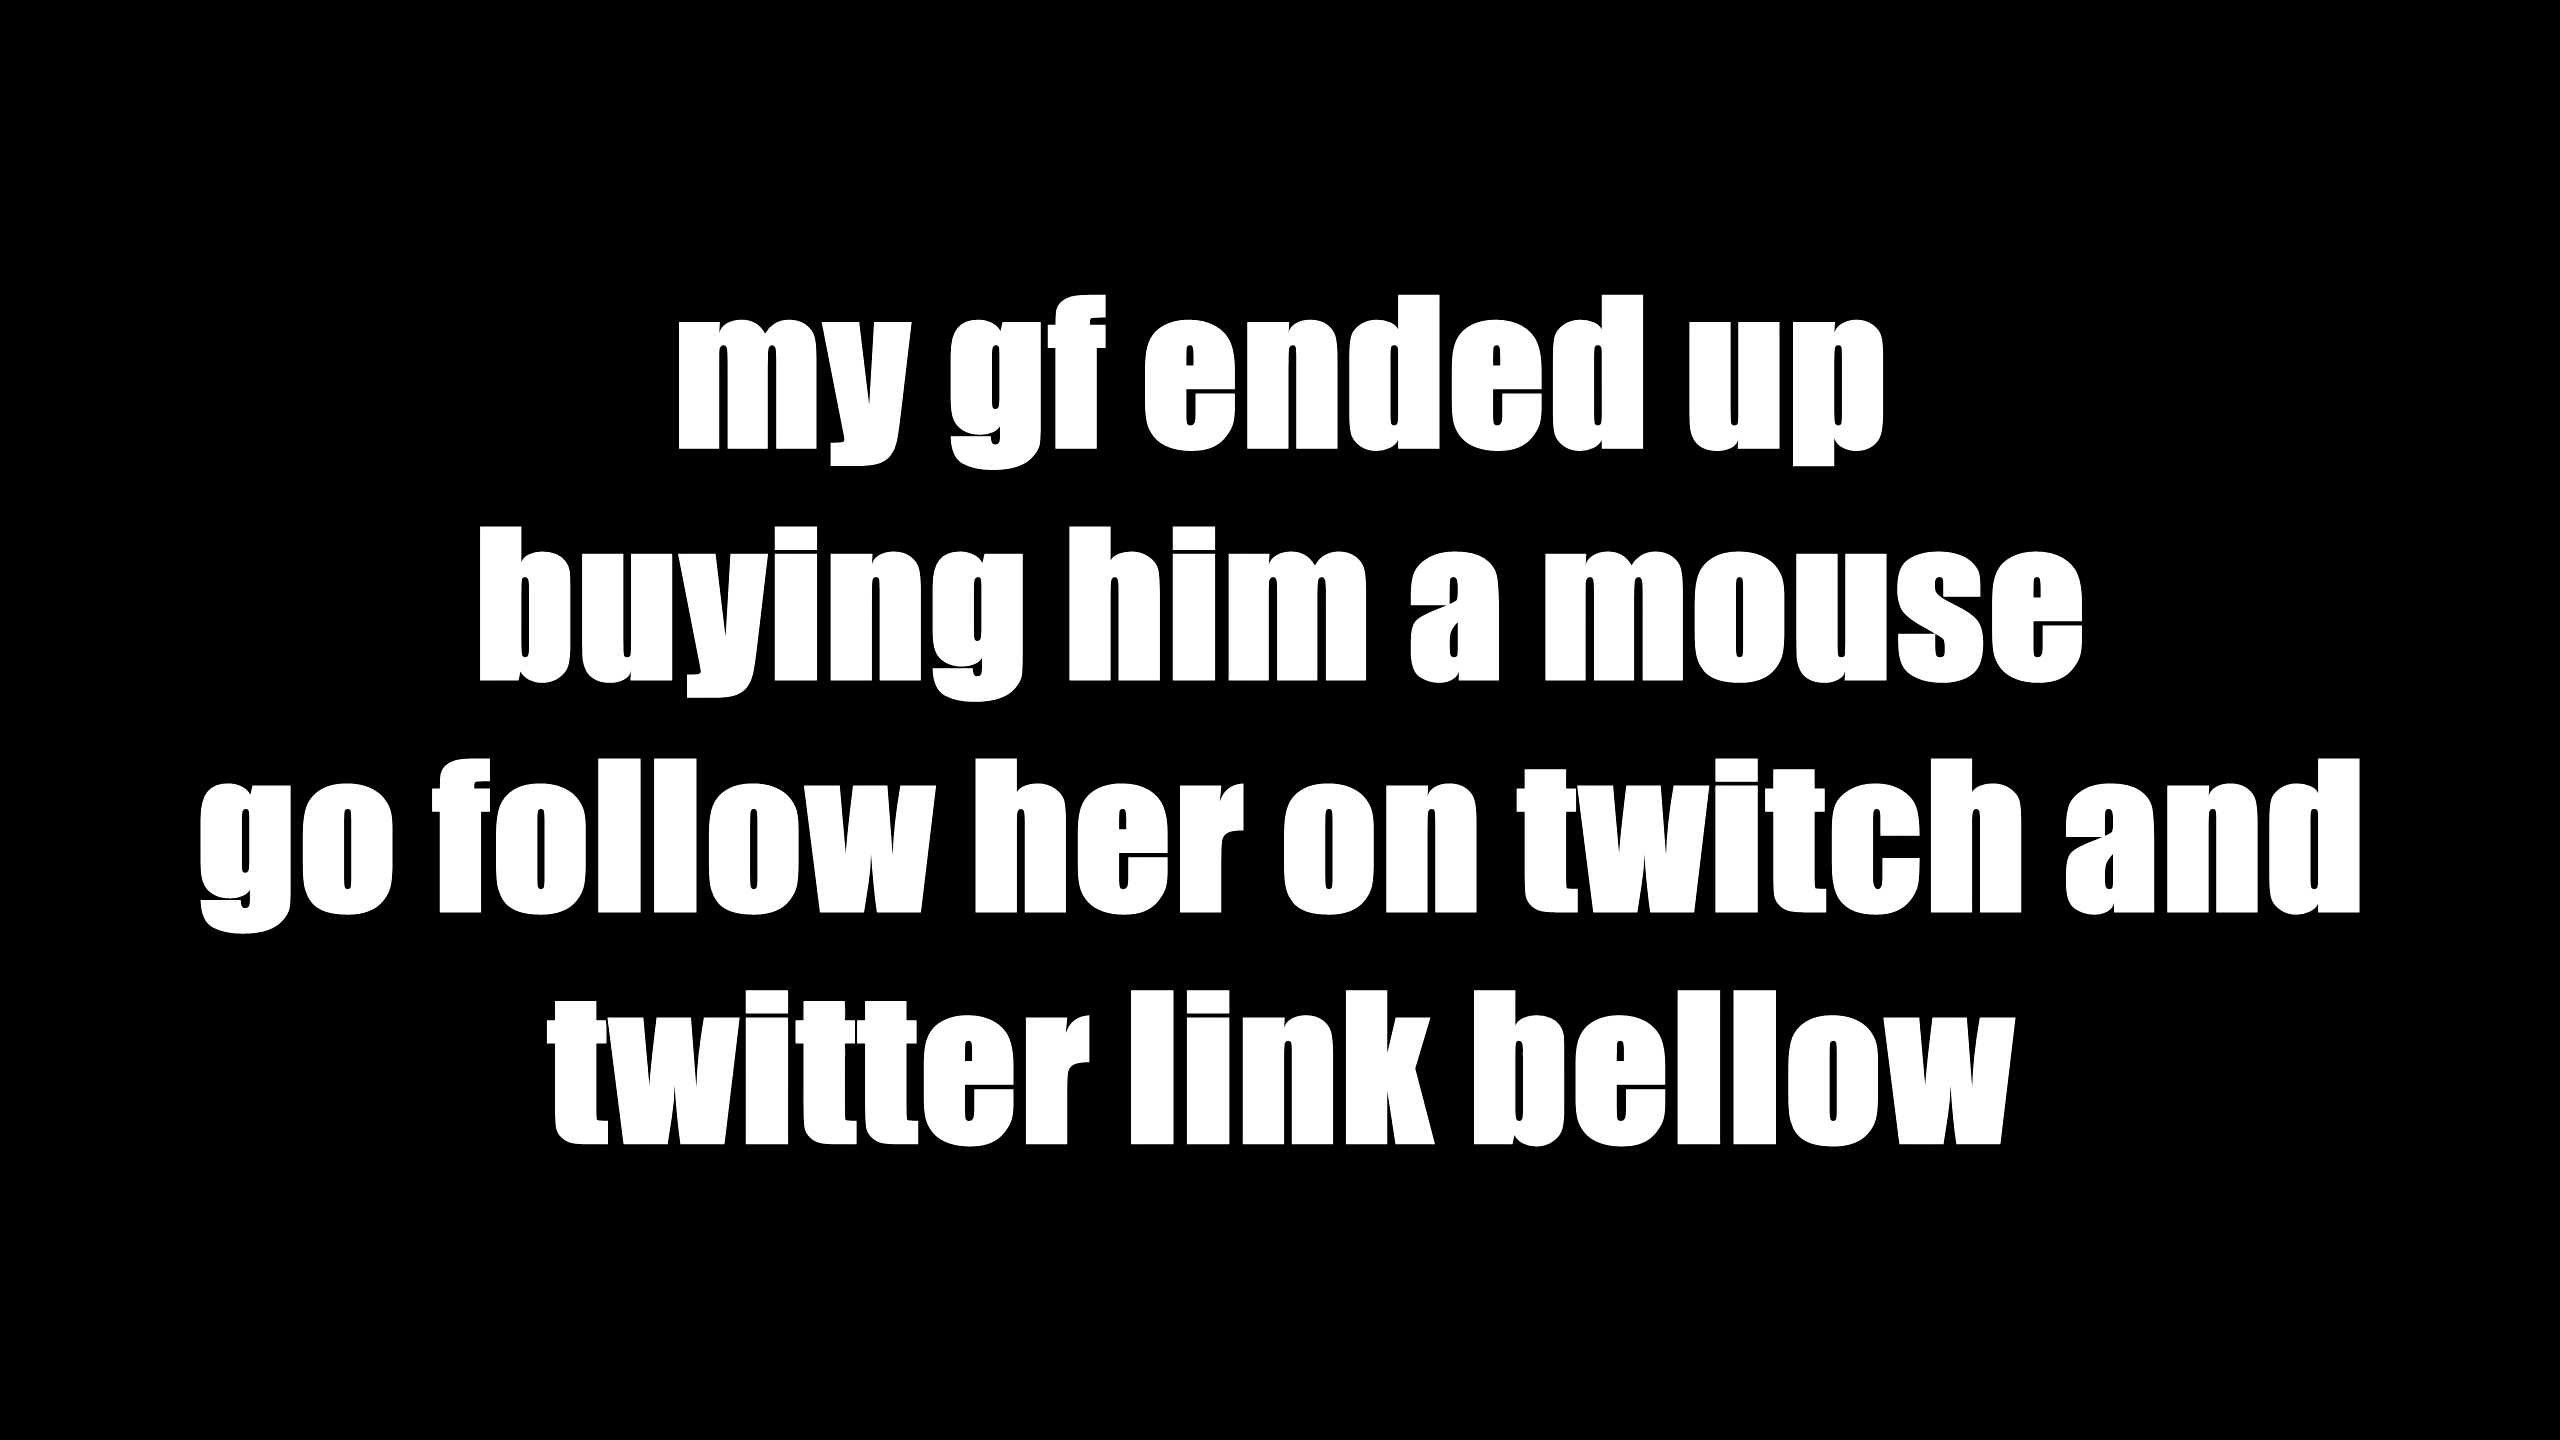 my gf ended up
buying him a mouse
go follow her on twitch and
twitter link bellow